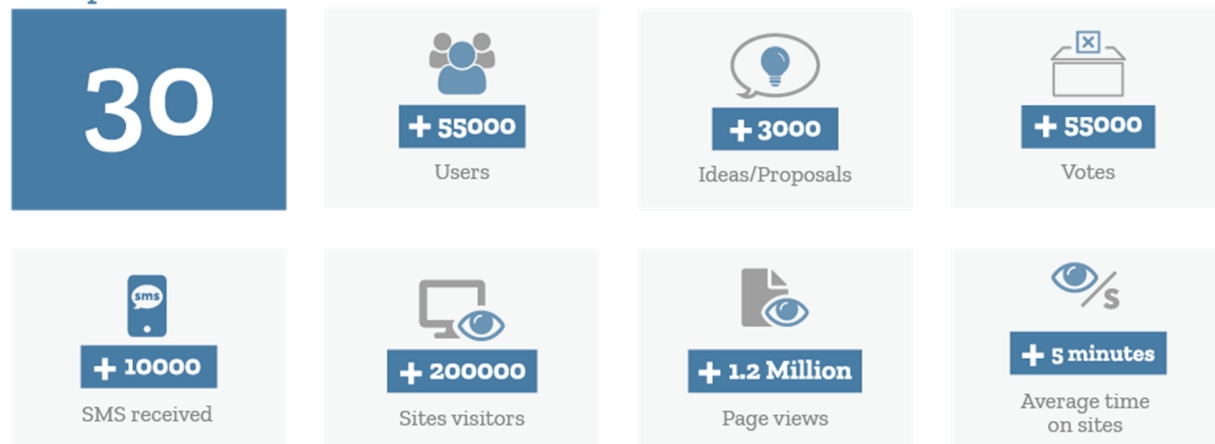 30
+ 55000
Users
+ 3000
Ideas/Proposals
+ 55000
Votes
sms
+ 10000
SMS received
+ 200000
Sites visitors
+ 1.2 Million
Page views
S
+ 5 minutes
Average time
on sites